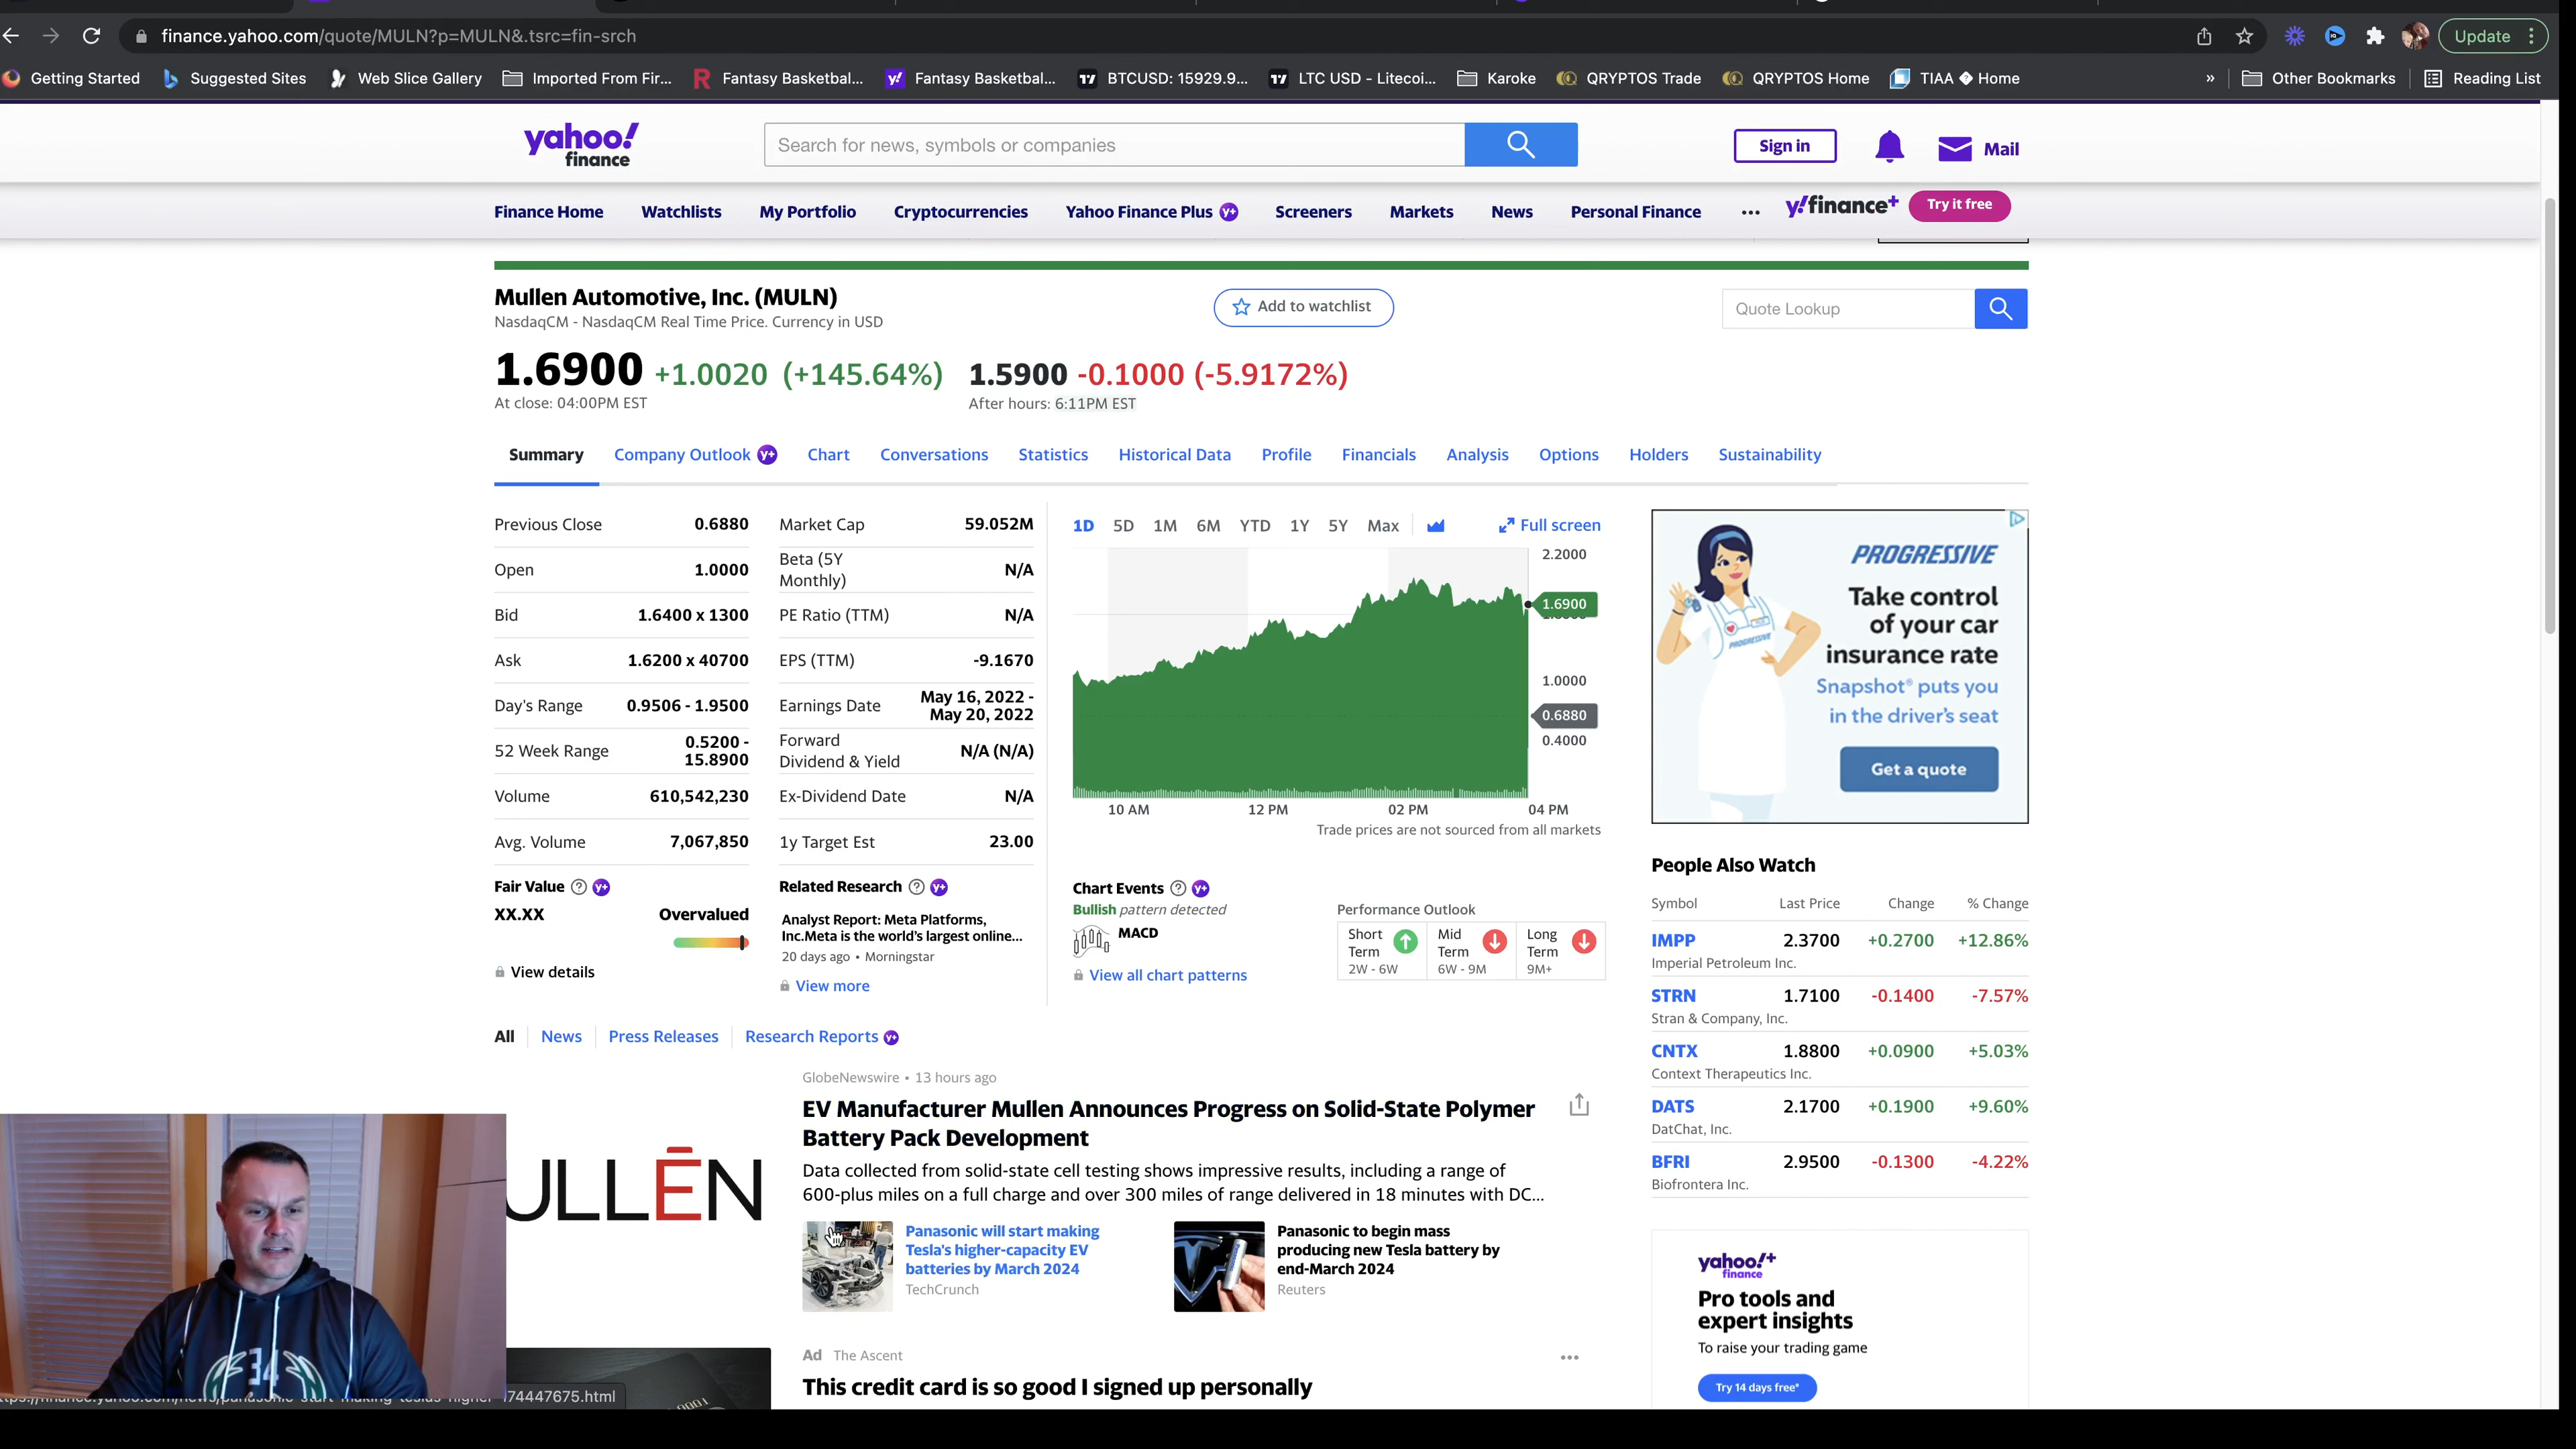 finance.yahoo.com/quote/MULN?p=MULN&.tsrc=fin-srch
Update
Getting Started
Suggested Sites
Web Slice Gallery
Imported From Fir...
Fantasy Basketbal...
Fantasy Basketbal...
BTCUSD: 15929.9...
LTC USD - Litecoi...
Karoke
QRYPTOS Trade
QRYPTOS Home
TIAA � Home
»
Other Bookmarks
Reading List
yahoo!
finance
Search for news, symbols or companies
Sign in
Mail
Finance Home
Watchlists
My Portfolio
Cryptocurrencies
Yahoo Finance Plus y+
Screeners
Markets
News
Personal Finance
...
y!finance+
Try it free
Mullen Automotive, Inc. (MULN)
NasdaqCM - NasdaqCM Real Time Price. Currency in USD
Add to watchlist
Quote Lookup
1.6900 +1.0020 (+145.64%)
At close: 04:00PM EST
1.5900 -0.1000 (-5.9172%)
After hours: 6:11PM EST
Summary
Company Outlook y+
Chart
Conversations
Statistics
Historical Data
Profile
Financials
Analysis
Options
Holders
Sustainability
Previous Close 0.6880
Open 1.0000
Bid 1.6400 x 1300
Ask 1.6200 x 40700
Day's Range 0.9506 - 1.9500
52 Week Range 0.5200 -
15.8900
Volume 610,542,230
Avg. Volume 7,067,850
Market Cap 59.052M
Beta (5Y
Monthly) N/A
PE Ratio (TTM) N/A
EPS (TTM) -9.1670
Earnings Date May 16, 2022 -
May 20, 2022
Forward
Dividend & Yield N/A (N/A)
Ex-Dividend Date N/A
1y Target Est 23.00
1D 5D 1M 6M YTD 1Y 5Y Max
Full screen
2.2000
1.6900
1.0000
0.6880
0.4000
10 AM 12 PM 02 PM 04 PM
Trade prices are not sourced from all markets
Fair Value ? y+
XX.XX Overvalued
View details
Related Research ? y+
Analyst Report: Meta Platforms,
Inc.Meta is the world's largest online...
20 days ago • Morningstar
View more
Chart Events ? y+
Bullish pattern detected
MACD
View all chart patterns
Performance Outlook
Short
Term
2W - 6W
Mid
Term
6W - 9M
Long
Term
9M+
All
News
Press Releases
Research Reports y+
GlobeNewswire • 13 hours ago
EV Manufacturer Mullen Announces Progress on Solid-State Polymer
Battery Pack Development
Data collected from solid-state cell testing shows impressive results, including a range of
600-plus miles on a full charge and over 300 miles of range delivered in 18 minutes with DC...
ULLĒN
Panasonic will start making
Tesla's higher-capacity EV
batteries by March 2024
TechCrunch
Panasonic to begin mass
producing new Tesla battery by
end-March 2024
Reuters
Ad The Ascent
...
This credit card is so good I signed up personally
34
74447675.html
PROGRESSIVE
Take control
of your car
insurance rate
Snapshot® puts you
in the driver's seat
Get a quote
PROGRESSIVE
People Also Watch
Symbol Last Price Change % Change
IMPP 2.3700 +0.2700 +12.86%
Imperial Petroleum Inc.
STRN 1.7100 -0.1400 -7.57%
Stran & Company, Inc.
CNTX 1.8800 +0.0900 +5.03%
Context Therapeutics Inc.
DATS 2.1700 +0.1900 +9.60%
DatChat, Inc.
BFRI 2.9500 -0.1300 -4.22%
Biofrontera Inc.
yahoo!+
finance
Pro tools and
expert insights
To raise your trading game
Try 14 days free*